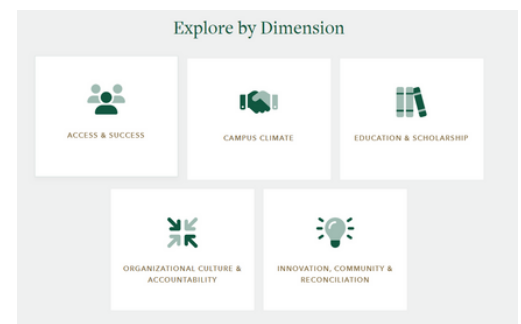 Explore by Dimension
ACCESS & SUCCESS
CAMPUS CLIMATE
EDUCATION & SCHOLARSHIP
ORGANIZATIONAL CULTURE &
ACCOUNTABILITY
INNOVATION, COMMUNITY &
RECONCILIATION